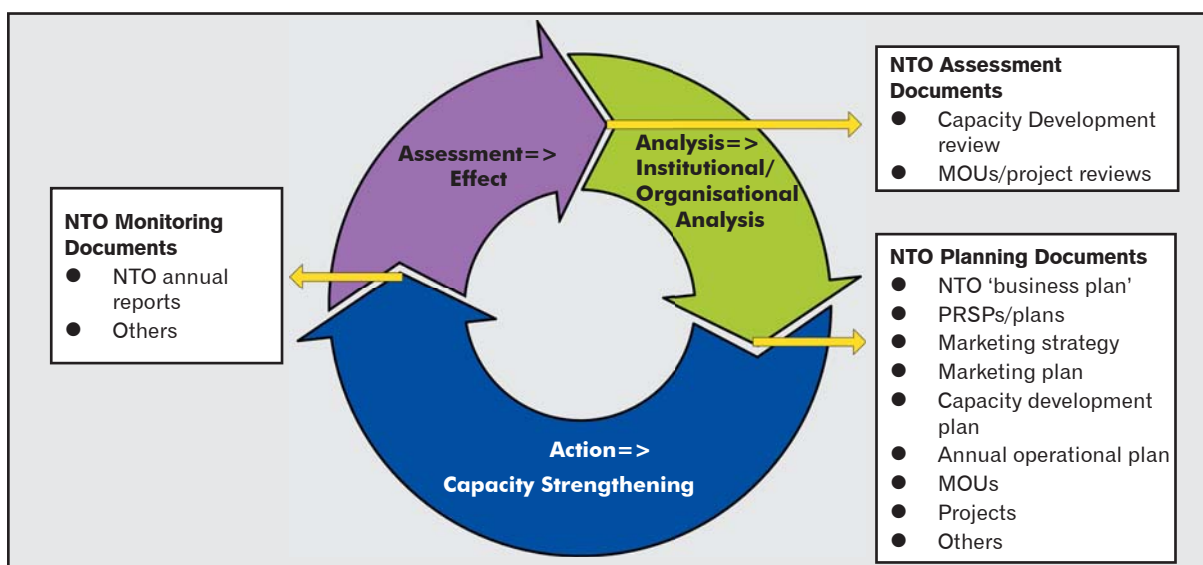 Assessment=>
Effect
Analysis=>
Institutional/
Organisational
Analysis
Action=>
Capacity Strengthening
NTO Monitoring
Documents
● NTO annual
reports
● Others
NTO Assessment
Documents
● Capacity Development
review
● MOUs/project reviews
NTO Planning Documents
● NTO ‘business plan’
● PRSPs/plans
● Marketing strategy
● Marketing plan
● Capacity development
plan
● Annual operational plan
● MOUs
● Projects
● Others